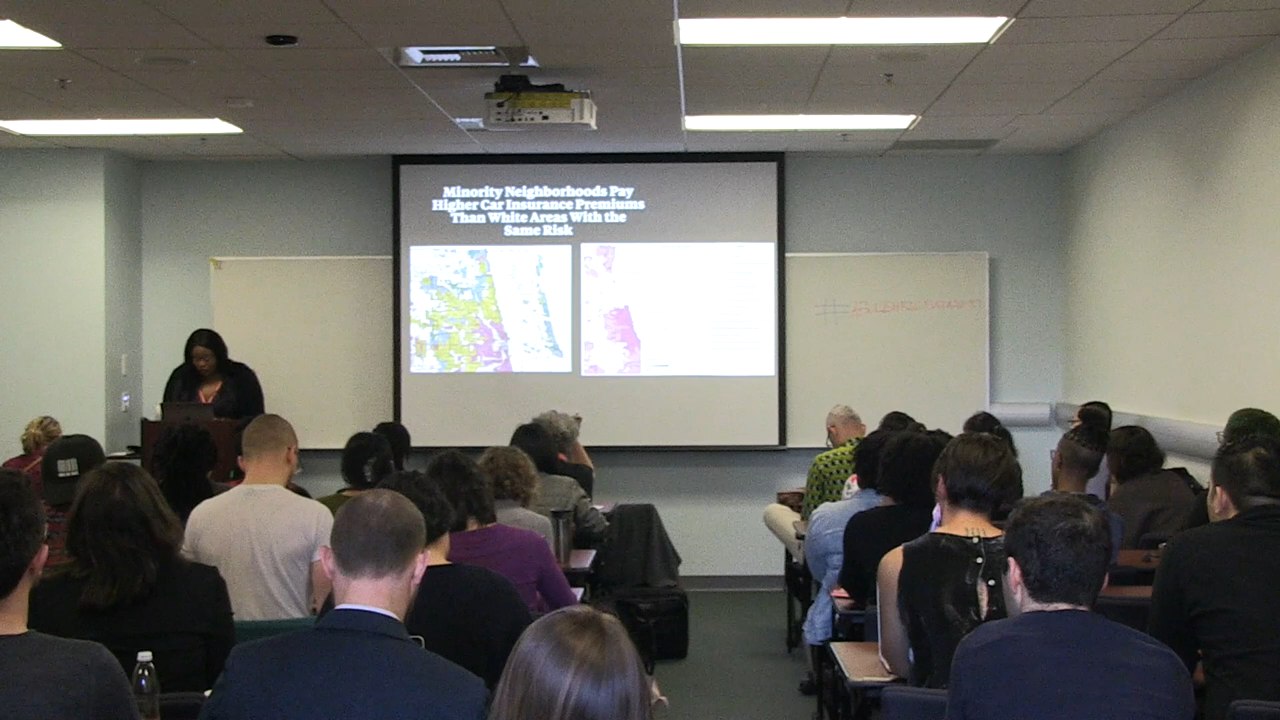 Minority Neighborhoods Pay
Higher Car Insurance Premiums
Than White Areas With the
Same Risk